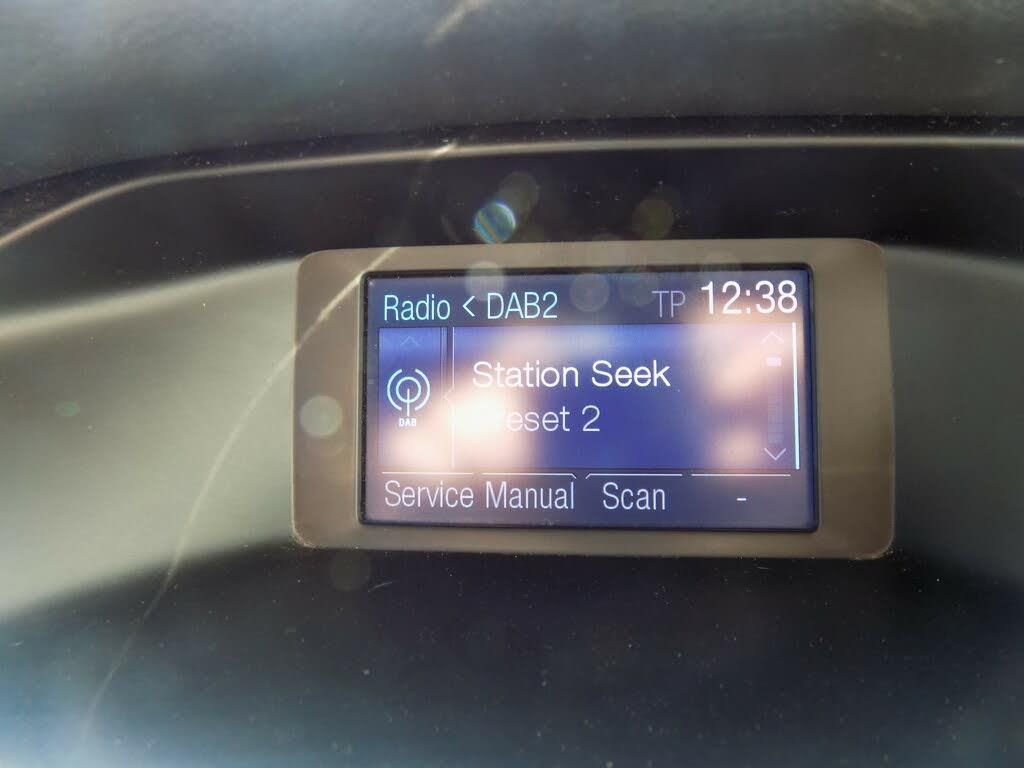 Radio < DAB2 TP 12:38
Station Seek
DAB
2
Service Manual Scan -